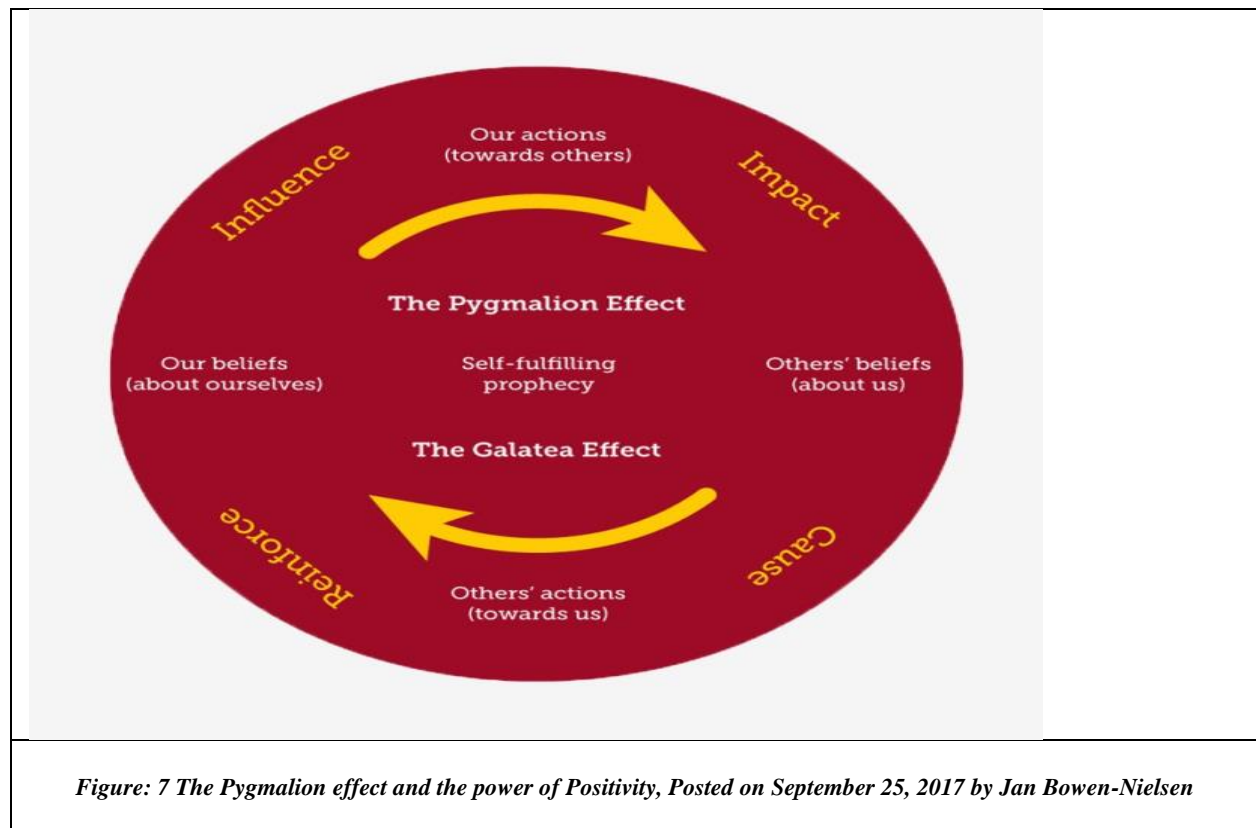 Our actions
(towards others)
Influence
Impact
The Pygmalion Effect
Our beliefs
(about ourselves)
Self-fulfilling
prophecy
Others' beliefs
(about us)
The Galatea Effect
Reinforce
Cause
Others' actions
(towards us)
Figure: 7 The Pygmalion effect and the power of Positivity, Posted on September 25, 2017 by Jan Bowen-Nielsen